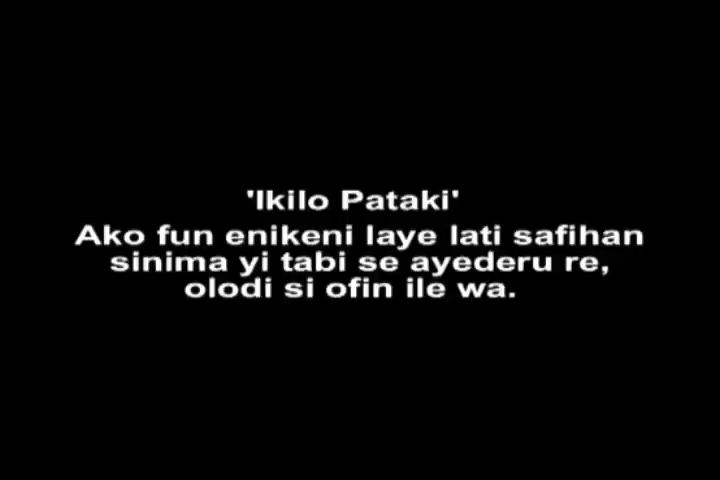 'Ikilo Pataki'
Ako fun enikeni laye lati safihan
sinima yi tabi se ayederu re,
olodi si ofin ile wa.